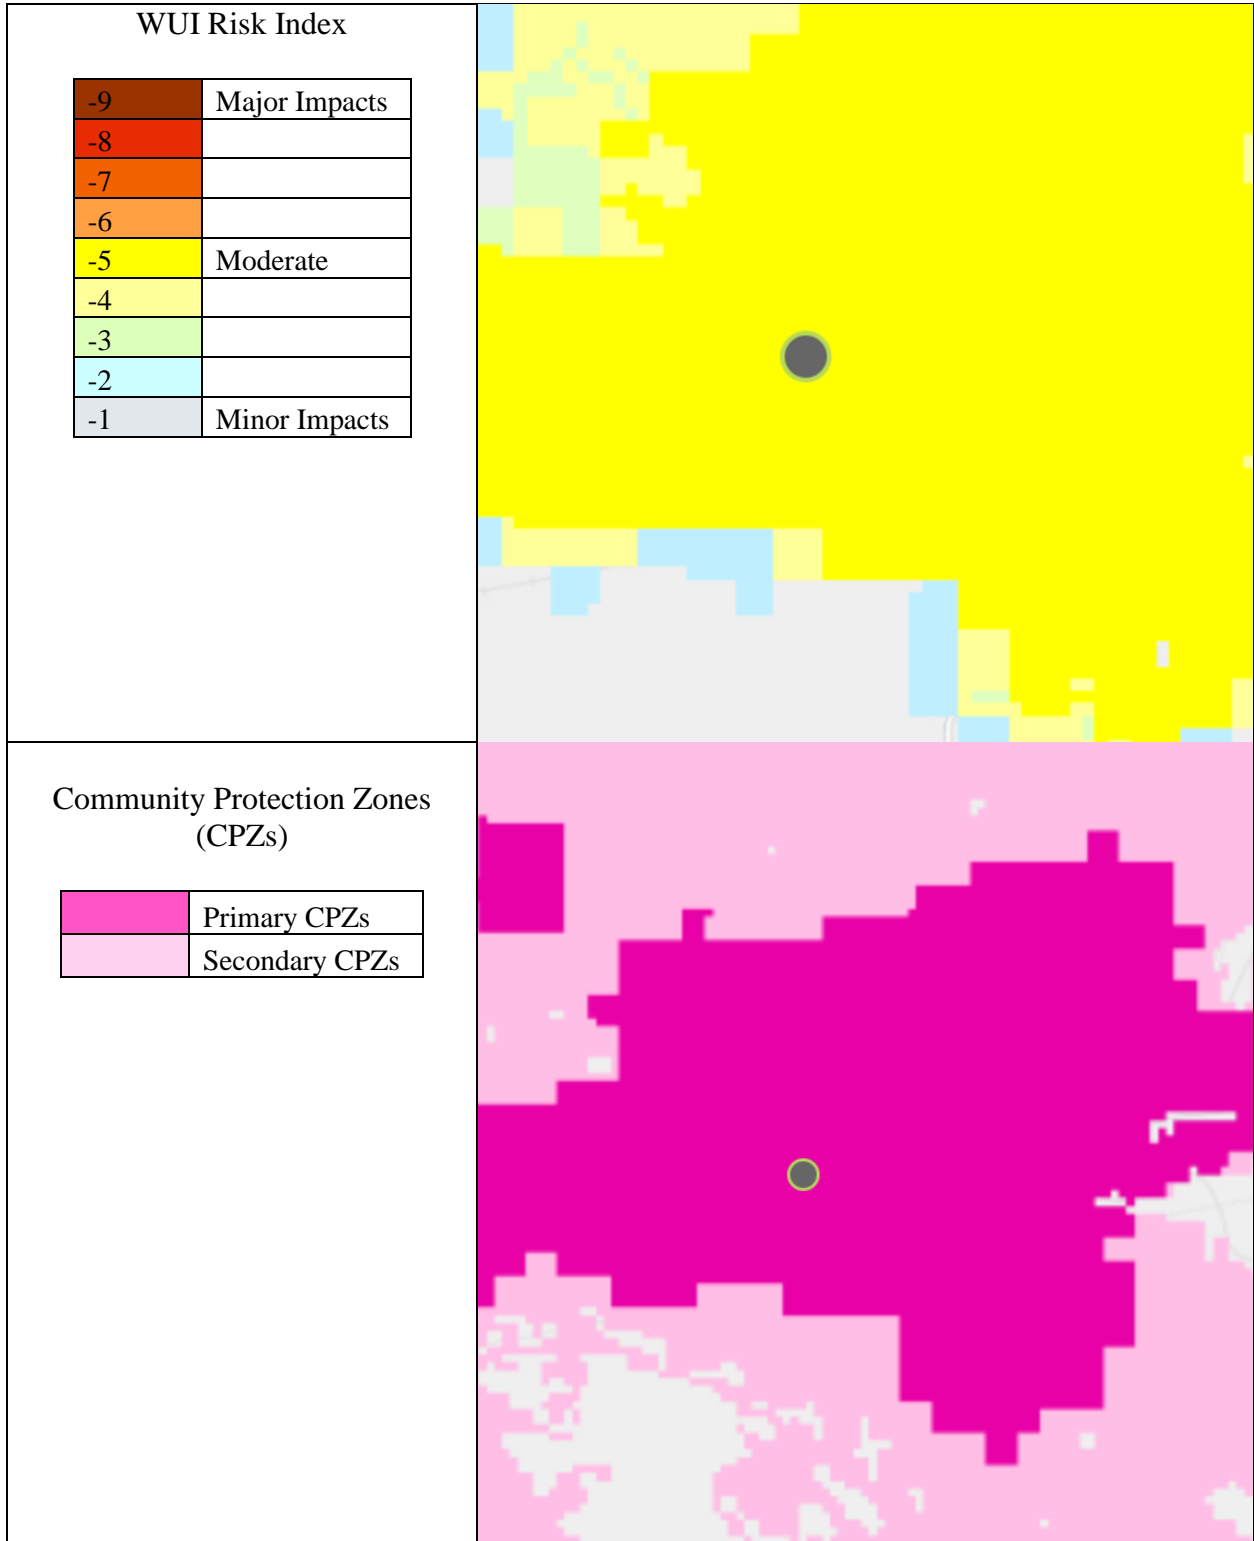 WUI Risk Index
-9 Major Impacts
-8
-7
-6
-5 Moderate
-4
-3
-2
-1 Minor Impacts
Community Protection Zones
(CPZs)
Primary CPZs
Secondary CPZs